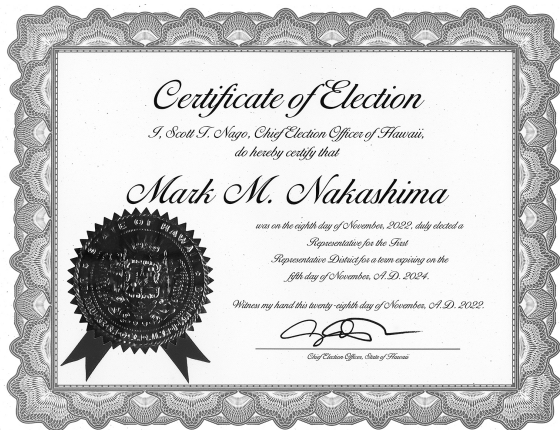 Certificate of Election
I, Scott T. Nago, Chief Election Officer of Hawaii,
do hereby certify that
Mark M. Nakashima
was on the eighth day of November, 2022, duly elected a
Representative for the First
Representative District for a term expiring on the
fifth day of November, A.D. 2024.
Witness my hand this twenty-eighth day of November, A.D. 2022.
Chief Election Officer, State of Hawaii